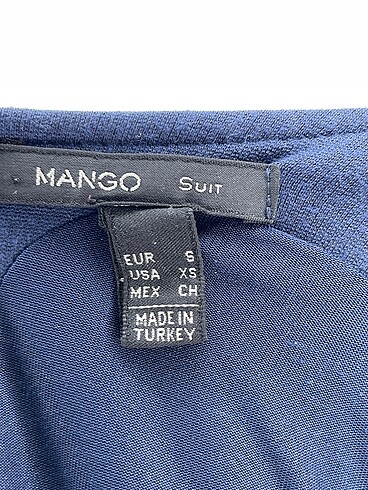 MANGO SUIT
EUR S
USA XS
MEX CH
MADE IN
TURKEY